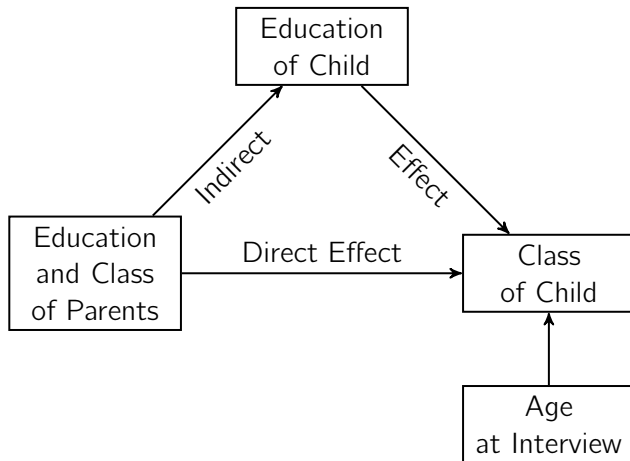 Education
of Child
Indirect
Effect
Education
and Class
of Parents
Direct Effect
Class
of Child
Age
at Interview